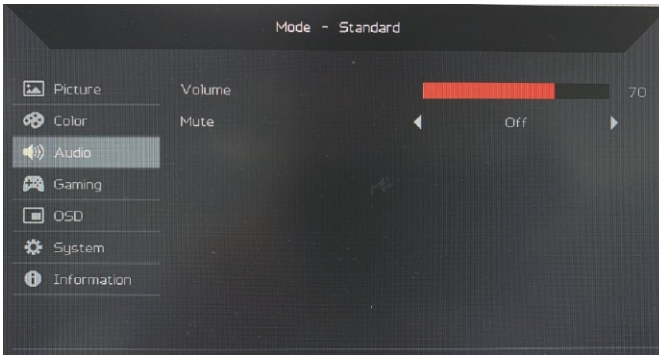 Mode - Standard
Picture
Volume 70
Color
Mute Off
Audio
Gaming
OSD
System
Information